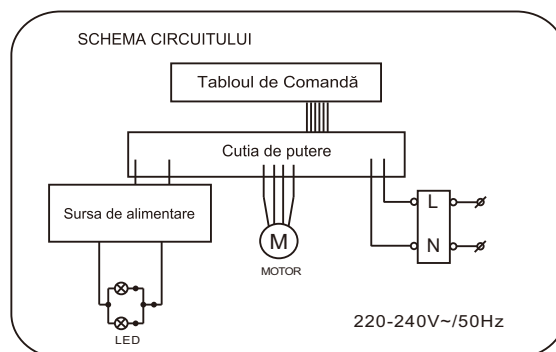 SCHEMA CIRCUITULUI
Tabloul de Comandă
Cutia de putere
Sursa de alimentare
L
M
N
MOTOR
LED
220-240V~/50Hz